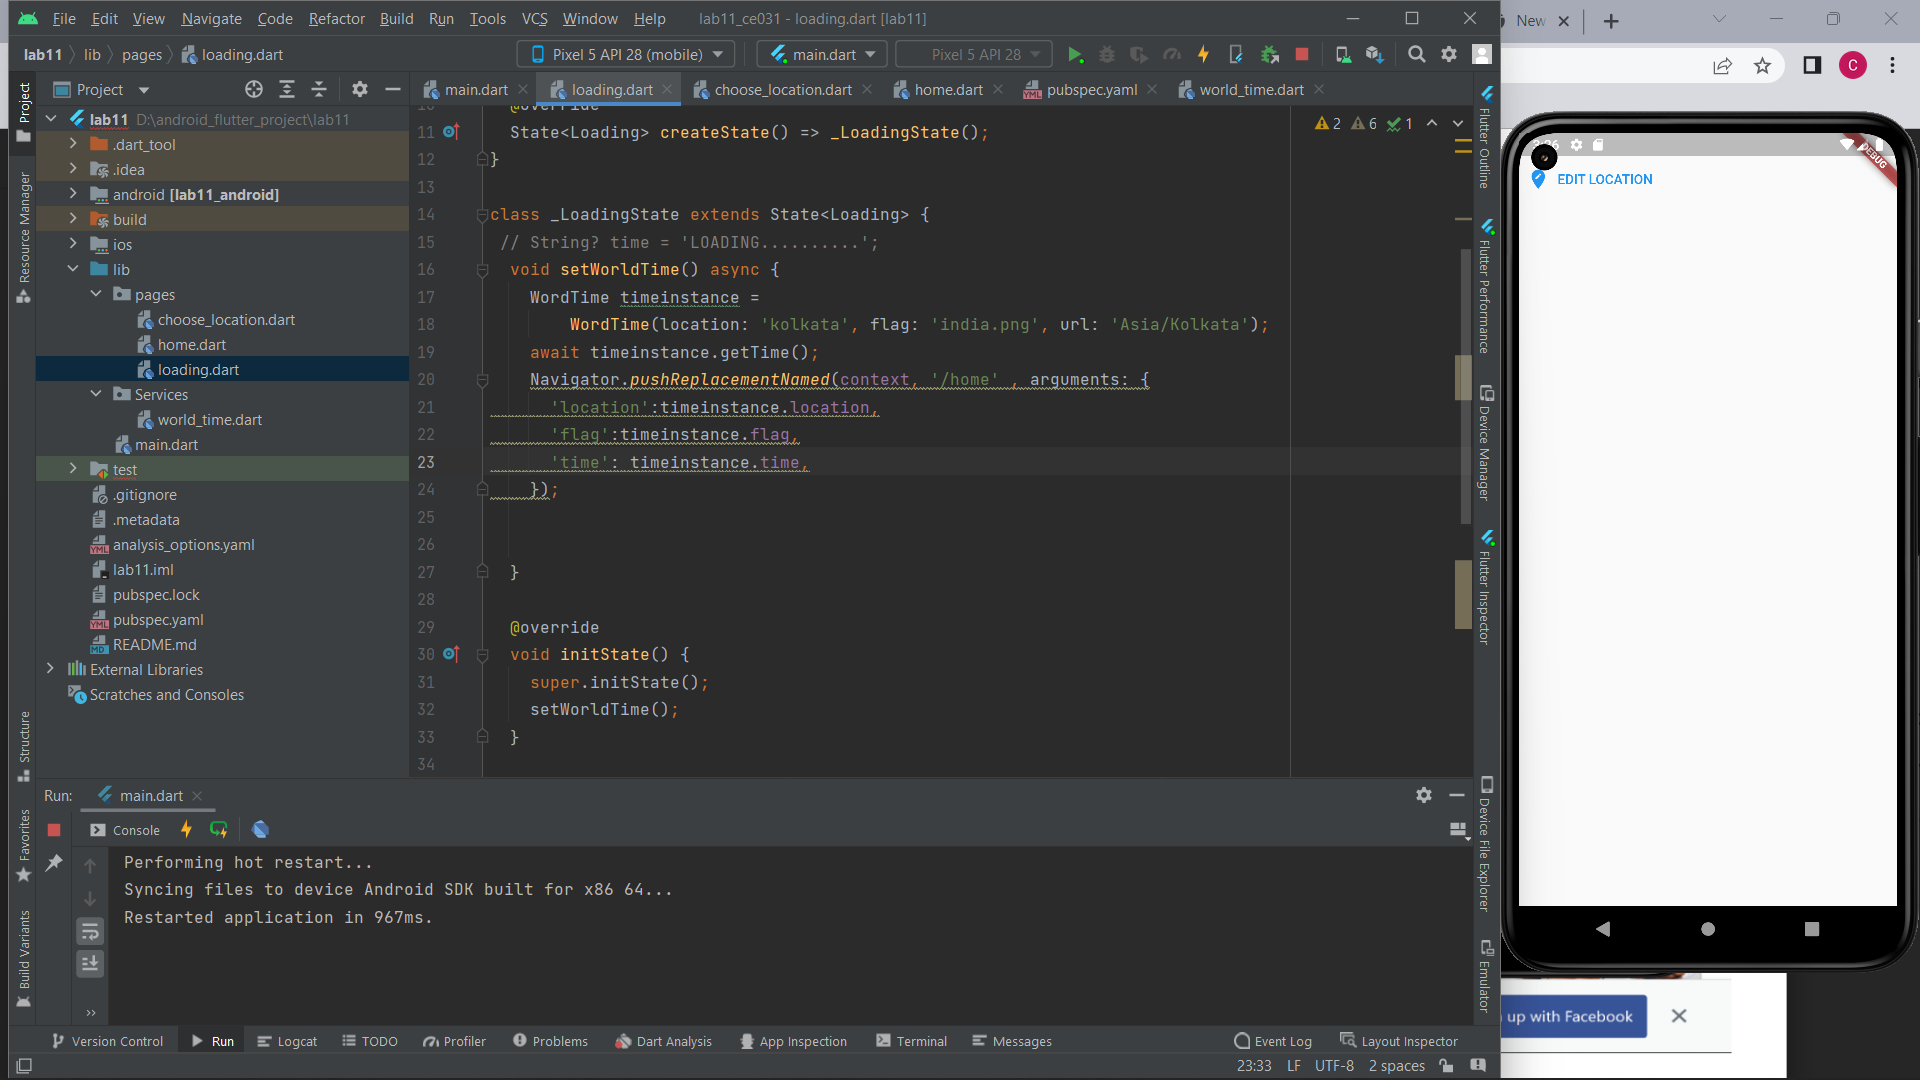 File Edit View Navigate Code Refactor Build Run Tools VCS Window Help lab11_ce031 - loading.dart [lab11]
New
lab11 lib pages loading.dart Pixel 5 API 28 (mobile) main.dart Pixel 5 API 28
C
Project
main.dart loading.dart choose_location.dart home.dart pubspec.yaml world_time.dart
lab11 D:\android_flutter_project\lab11
.dart_tool
.idea
android [lab11_android]
build
ios
lib
pages
choose_location.dart
home.dart
loading.dart
Services
world_time.dart
main.dart
test
.gitignore
.metadata
analysis_options.yaml
lab11.iml
pubspec.lock
pubspec.yaml
README.md
External Libraries
Scratches and Consoles
Project
Resource Manager
Structure
Favorites
Build Variants
10 @override
2 6 1
11 State<Loading> createState() => _LoadingState();
12 }
13
14 class _LoadingState extends State<Loading> {
15 // String? time = 'LOADING..........';
16 void setWorldTime() async {
17 WordTime timeinstance =
18 WordTime(location: 'kolkata', flag: 'india.png', url: 'Asia/Kolkata');
19 await timeinstance.getTime();
20 Navigator.pushReplacementNamed(context, '/home' , arguments: {
21 'location':timeinstance.location,
22 'flag':timeinstance.flag,
23 'time': timeinstance.time,
24 });
25
26
27 }
28
29 @override
30 void initState() {
31 super.initState();
32 setWorldTime();
33 }
34
Flutter Outline
Flutter Performance
Device Manager
Flutter Inspector
Device File Explorer
Emulator
DEBUG
EDIT LOCATION
Run: main.dart
Console
Performing hot restart...
Syncing files to device Android SDK built for x86 64...
Restarted application in 967ms.
up with Facebook
Version Control Run Logcat TODO Profiler Problems Dart Analysis App Inspection Terminal Messages Event Log Layout Inspector
23:33 LF UTF-8 2 spaces